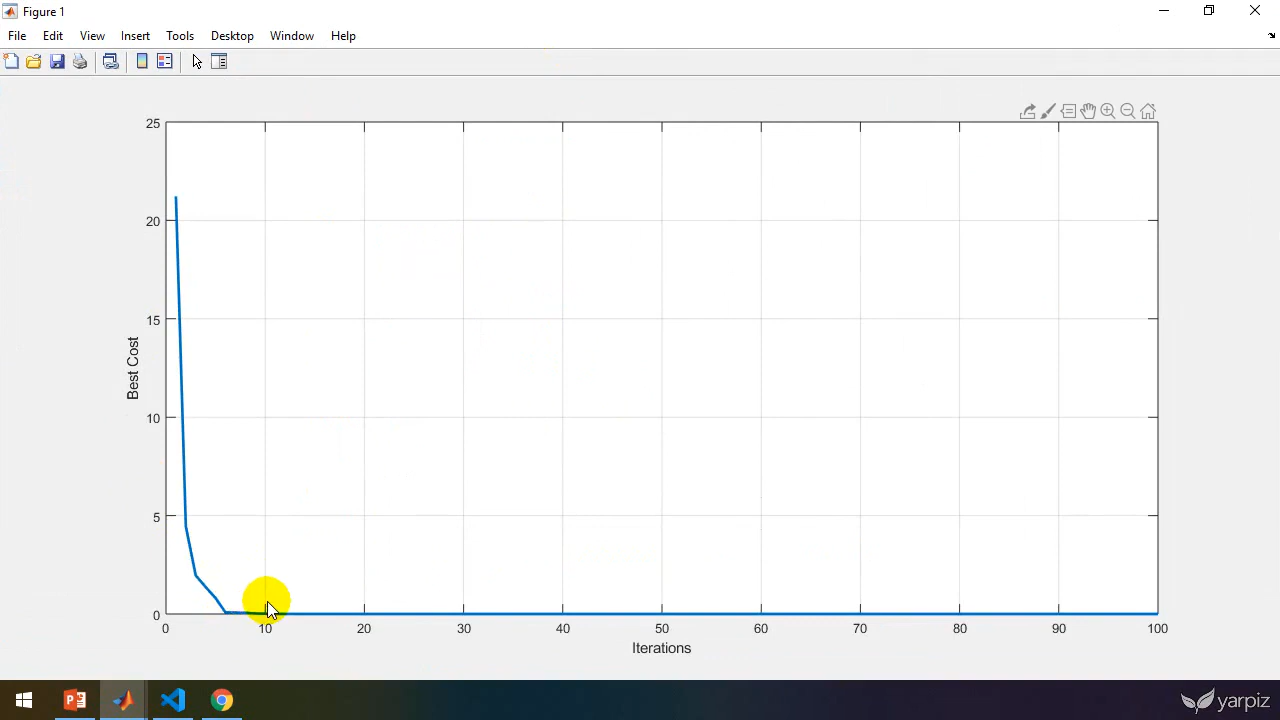 Figure 1
File Edit View Insert Tools Desktop Window Help
25
20
15
10
5
0
Best Cost
0 10 20 30 40 50 60 70 80 90 100
Iterations
yarpiz